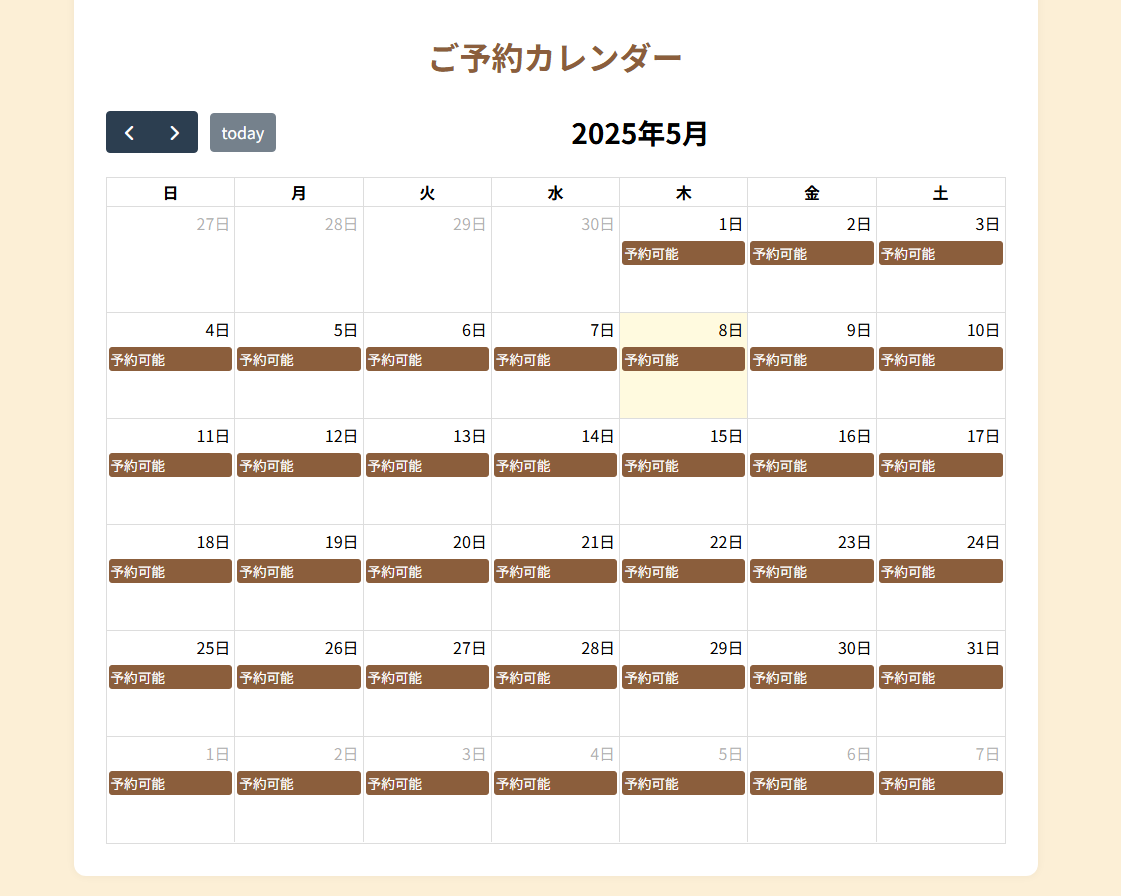 ご予約カレンダー
today
2025年5月
日 月 火 水 木 金 土
27日 28日 29日 30日 1日 2日 3日
予約可能 予約可能 予約可能
4日 5日 6日 7日 8日 9日 10日
予約可能 予約可能 予約可能 予約可能 予約可能 予約可能 予約可能
11日 12日 13日 14日 15日 16日 17日
予約可能 予約可能 予約可能 予約可能 予約可能 予約可能 予約可能
18日 19日 20日 21日 22日 23日 24日
予約可能 予約可能 予約可能 予約可能 予約可能 予約可能 予約可能
25日 26日 27日 28日 29日 30日 31日
予約可能 予約可能 予約可能 予約可能 予約可能 予約可能 予約可能
1日 2日 3日 4日 5日 6日 7日
予約可能 予約可能 予約可能 予約可能 予約可能 予約可能 予約可能